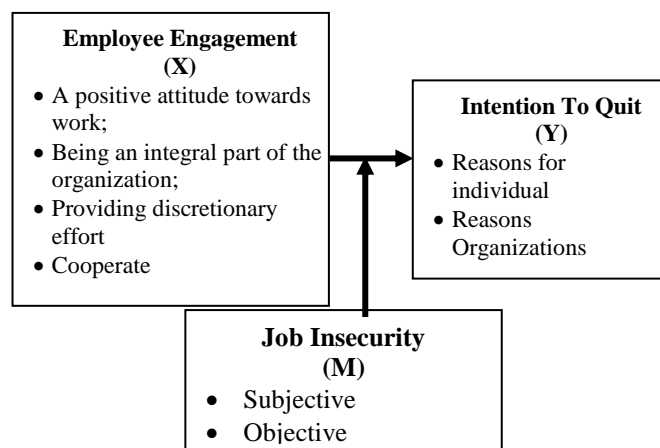 Employee Engagement
(X)
• A positive attitude towards
work;
• Being an integral part of the
organization;
• Providing discretionary
effort
• Cooperate
Intention To Quit
(Y)
• Reasons for
individual
• Reasons
Organizations
Job Insecurity
(M)
• Subjective
• Objective